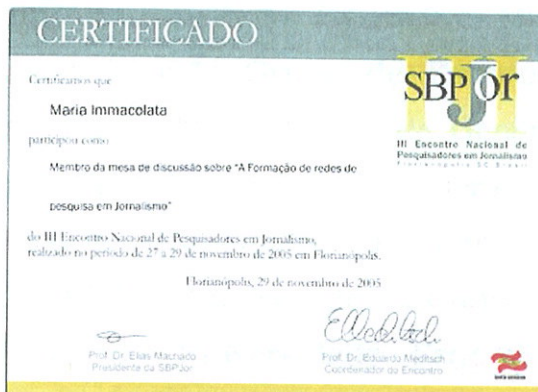 CERTIFICADO
Certificamos que
Maria Immacolata
participou como
Membro da mesa de discussão sobre "A Formação de redes de
pesquisa em Jornalismo"
do III Encontro Nacional de Pesquisadores em Jornalismo,
realizado no período de 27 a 29 de novembro de 2005 em Florianópolis.
Florianópolis, 29 de novembro de 2005
Prof. Dr. Elias Machado
Presidente da SBPJor
Prof. Dr. Eduardo Meditsch
Coordenador do Encontro
SBPJor
III Encontro Nacional de
Pesquisadores em Jornalismo
Florianópolis SC Brasil